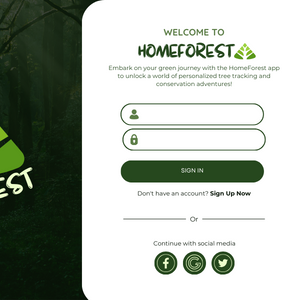 WELCOME TO
HOMEFOREST
Embark on your green journey with the HomeForest app
to unlock a world of personalized tree tracking and
conservation adventures!
SIGN IN
Don't have an account? Sign Up Now
Or
Continue with social media